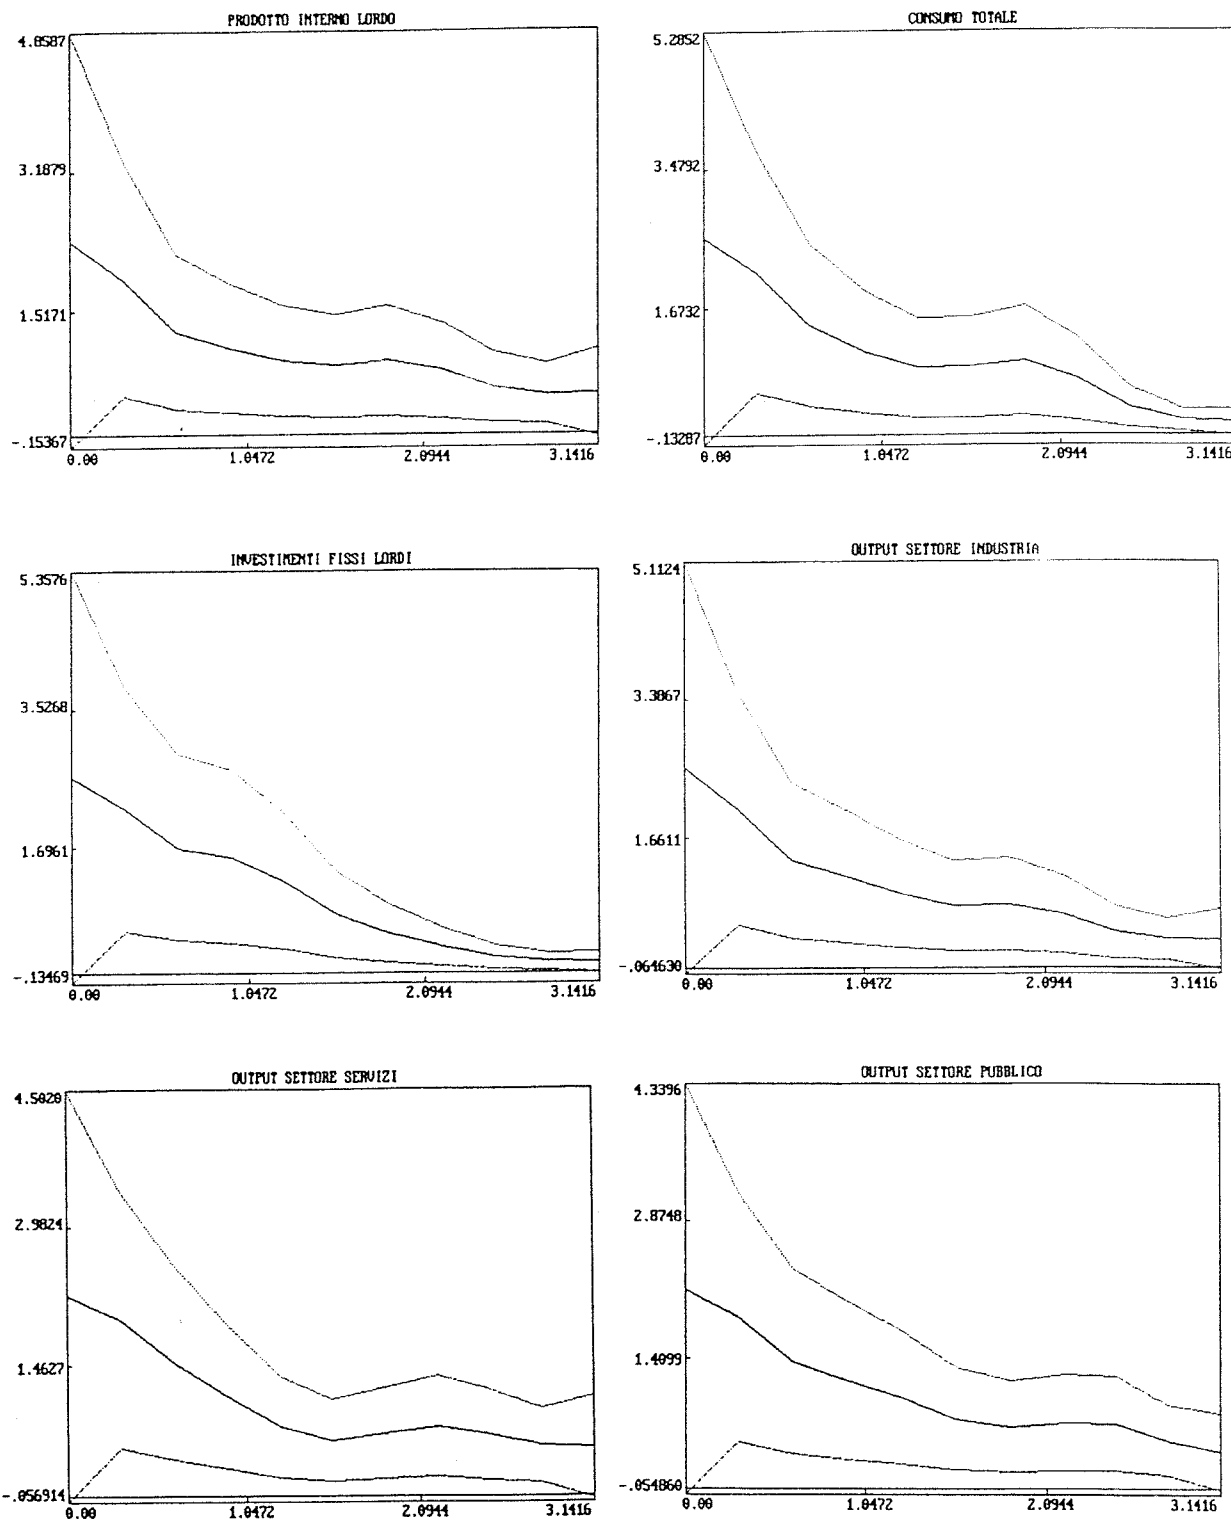 PRODOTTO INTERNO LORDO
4.8587
3.1879
1.5171
-.15367
0.00 1.0472 2.0944 3.1416
CONSUMO TOTALE
5.2852
3.4792
1.6732
-.13287
0.00 1.0472 2.0944 3.1416
INVESTIMENTI FISSI LORDI
5.3576
3.5268
1.6961
-.13469
0.00 1.0472 2.0944 3.1416
OUTPUT SETTORE INDUSTRIA
5.1124
3.3867
1.6611
-.064630
0.00 1.0472 2.0944 3.1416
OUTPUT SETTORE SERVIZI
4.5020
2.9824
1.4627
-.056914
0.00 1.0472 2.0944 3.1416
OUTPUT SETTORE PUBBLICO
4.3396
2.8748
1.4099
-.054860
0.00 1.0472 2.0944 3.1416